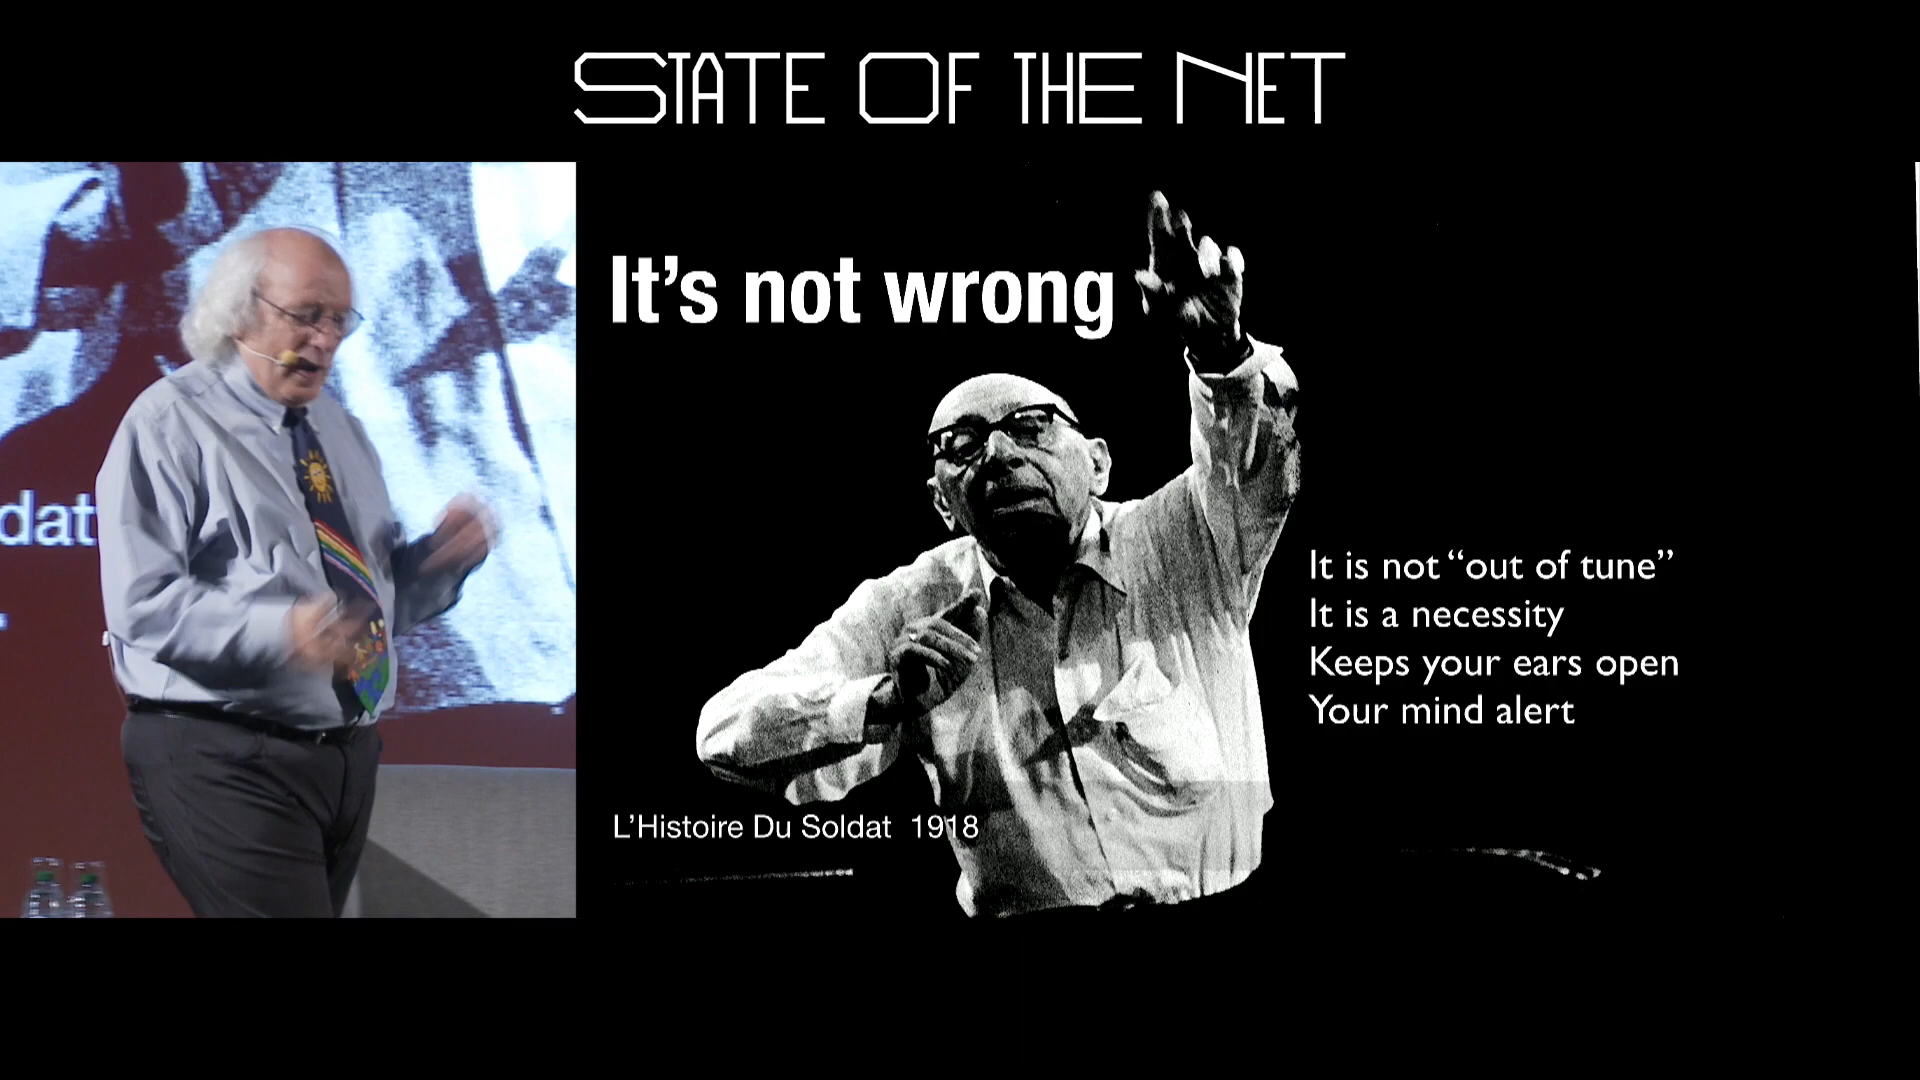 STATE OF THE NET
It's not wrong
It is not “out of tune”
It is a necessity
Keeps your ears open
Your mind alert
L'Histoire Du Soldat 1918
dat